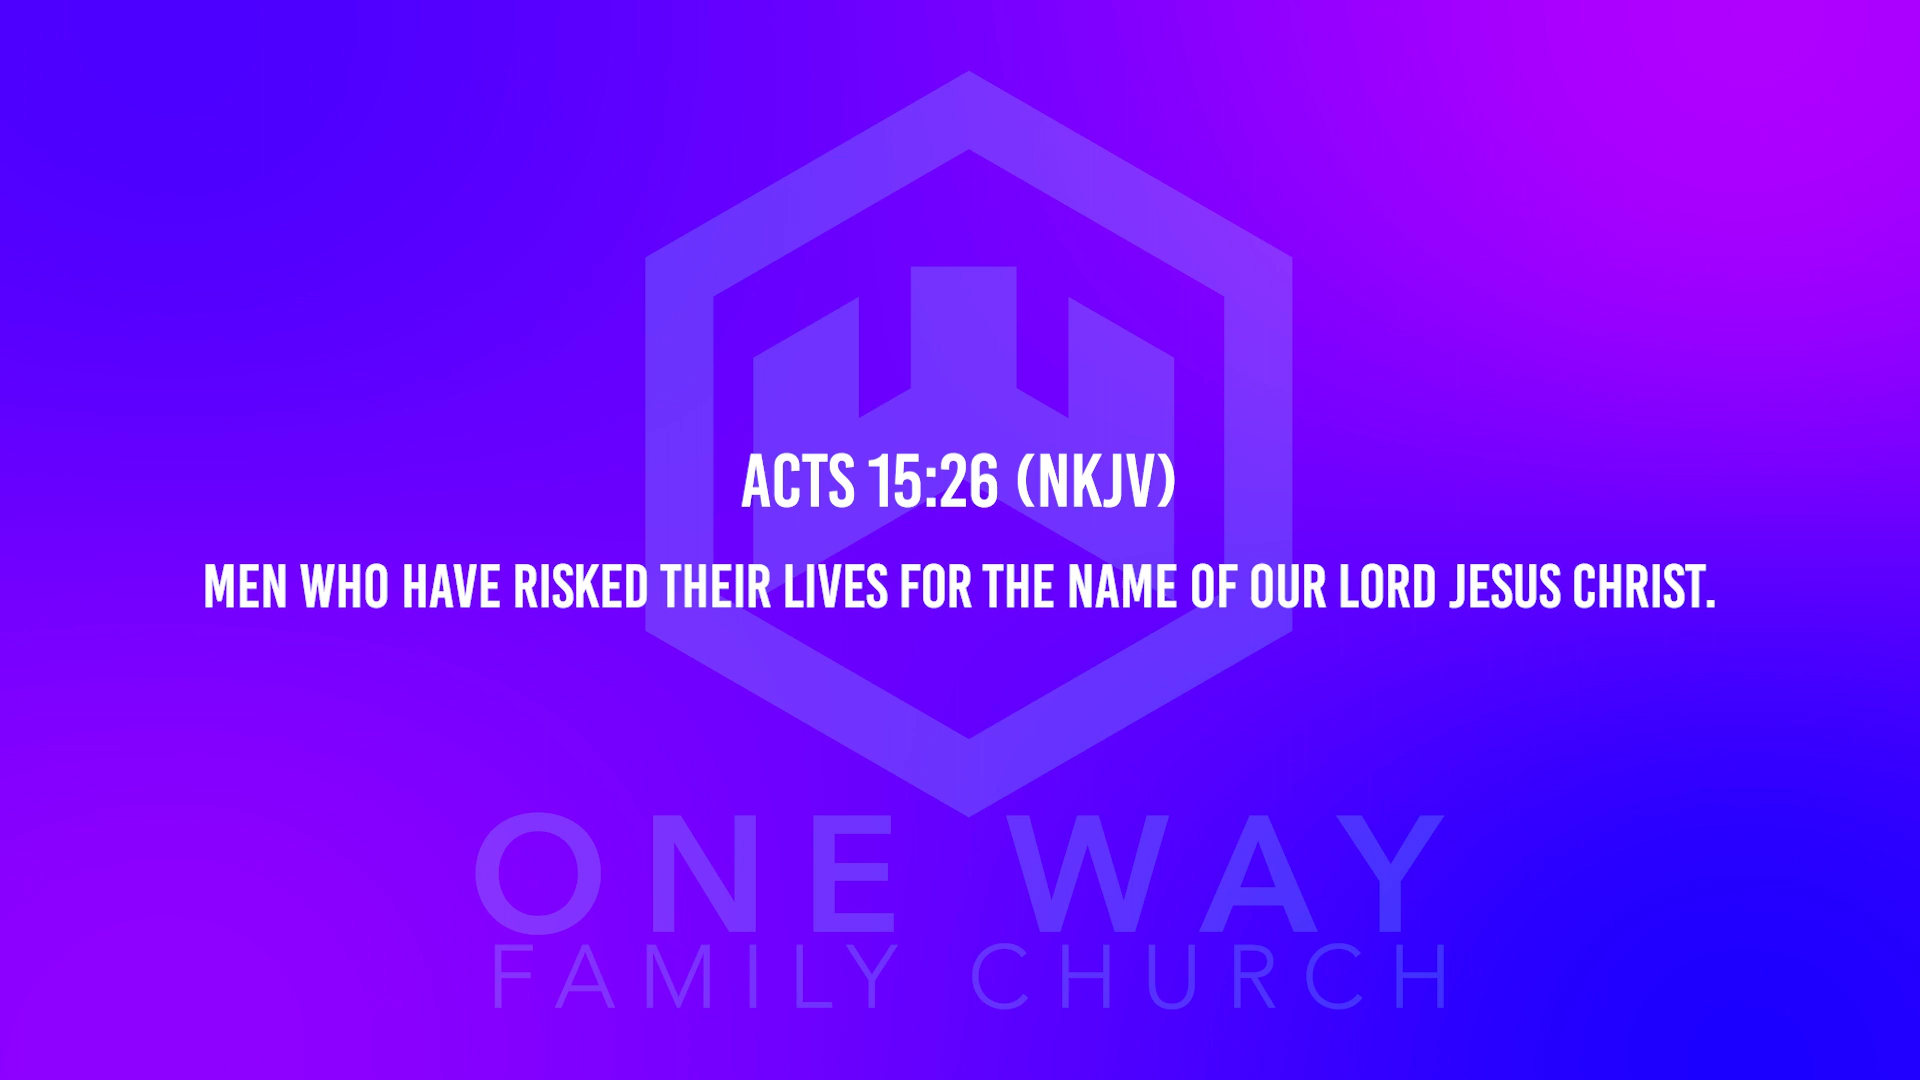 ACTS 15:26 (NKJV)
MEN WHO HAVE RISKED THEIR LIVES FOR THE NAME OF OUR LORD JESUS CHRIST.
ONE WAY
FAMILY CHURCH